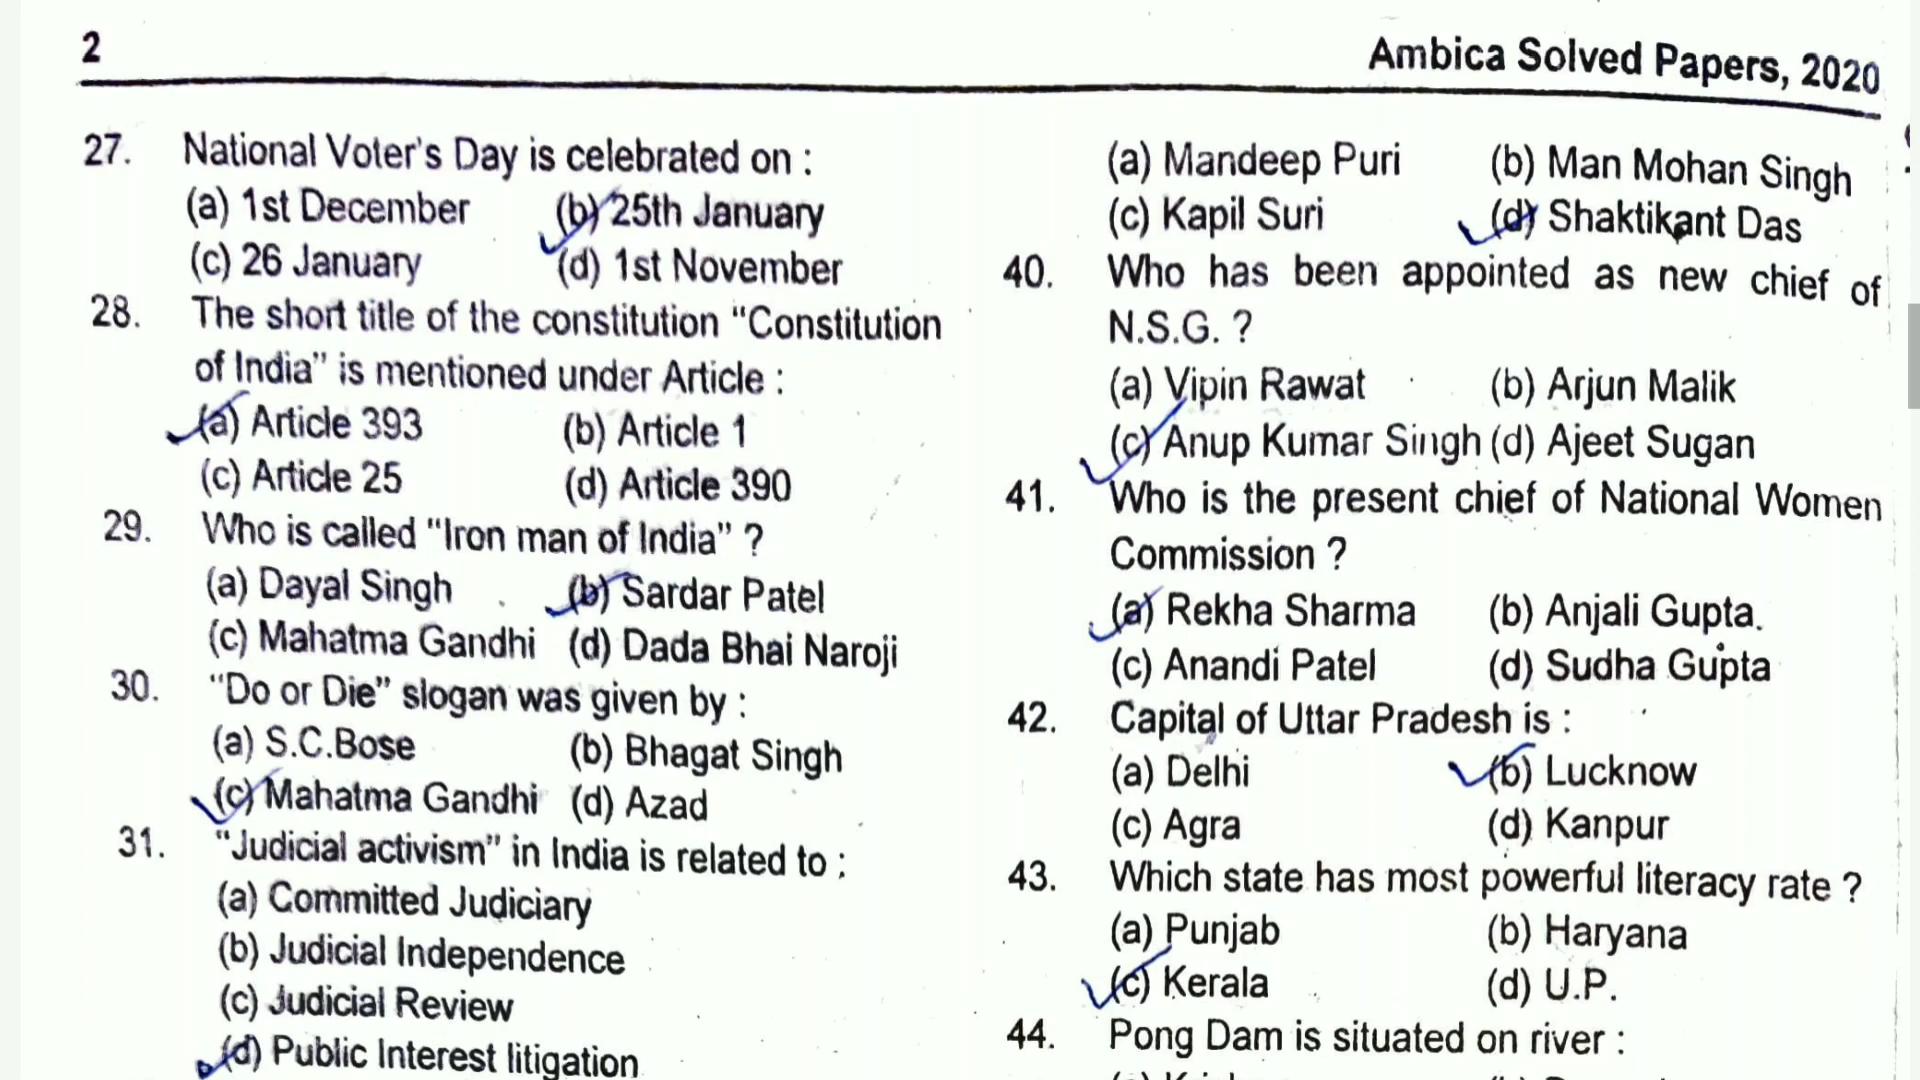 2
Ambica Solved Papers, 2020
27. National Voter's Day is celebrated on :
(a) 1st December (b) 25th January
(c) 26 January (d) 1st November
28. The short title of the constitution "Constitution
of India" is mentioned under Article :
(a) Article 393 (b) Article 1
(c) Article 25 (d) Article 390
29. Who is called "Iron man of India" ?
(a) Dayal Singh (b) Sardar Patel
(c) Mahatma Gandhi (d) Dada Bhai Naroji
30. "Do or Die" slogan was given by :
(a) S.C.Bose (b) Bhagat Singh
(c) Mahatma Gandhi (d) Azad
31. "Judicial activism" in India is related to :
(a) Committed Judiciary
(b) Judicial Independence
(c) Judicial Review
(d) Public Interest litigation
(a) Mandeep Puri (b) Man Mohan Singh
(c) Kapil Suri (d) Shaktikant Das
40. Who has been appointed as new chief of
N.S.G. ?
(a) Vipin Rawat (b) Arjun Malik
(c) Anup Kumar Singh (d) Ajeet Sugan
41. Who is the present chief of National Women
Commission ?
(a) Rekha Sharma (b) Anjali Gupta.
(c) Anandi Patel (d) Sudha Gupta
42. Capital of Uttar Pradesh is :
(a) Delhi (b) Lucknow
(c) Agra (d) Kanpur
43. Which state has most powerful literacy rate ?
(a) Punjab (b) Haryana
(c) Kerala (d) U.P.
44. Pong Dam is situated on river :